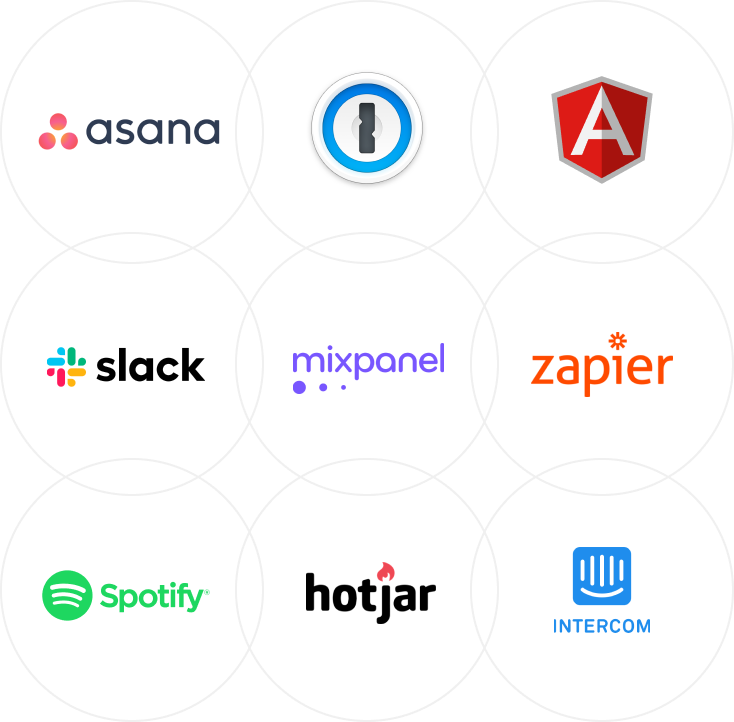 asana
A
slack
mixpanel
zapier
Spotify®
hotjar
INTERCOM